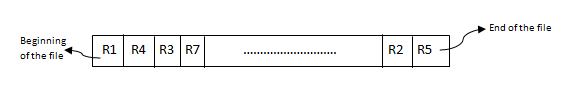 End of the file
Beginning
of the file
R1 R4 R3 R7 ............................ R2 R5